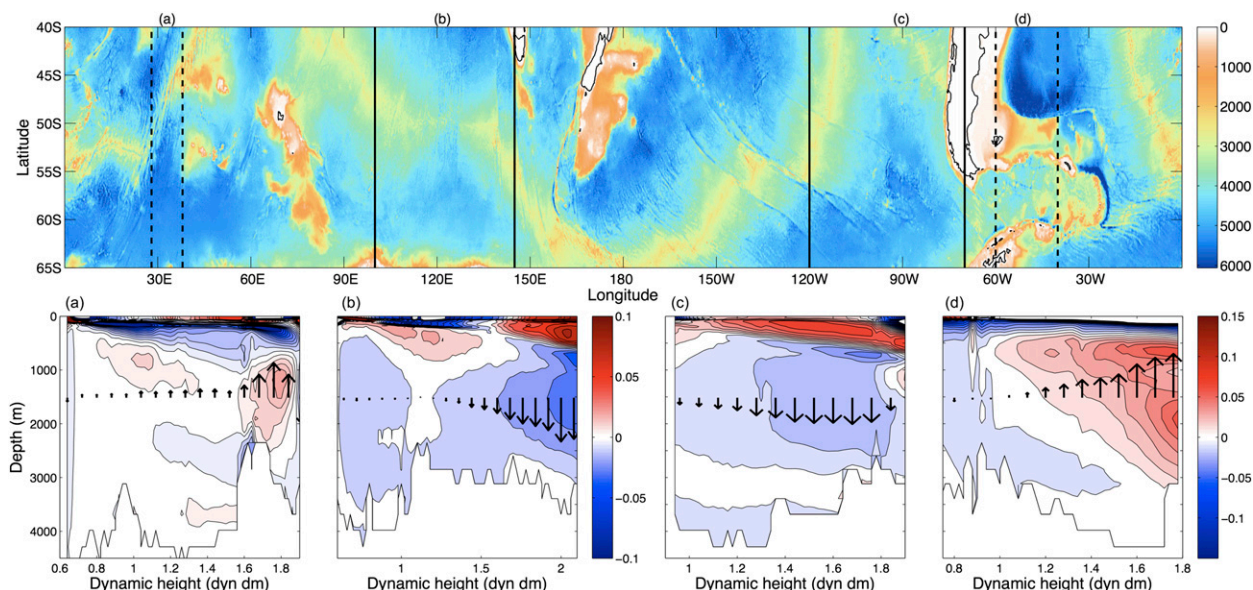 (a) (b) (c) (d)
40S 45S 50S 55S 60S 65S
Latitude
30E 60E 90E 120E 150E 180 150W 120W 90W 60W 30W
Longitude
0 1000 2000 3000 4000 5000 6000
(a) (b) (c) (d)
0 1000 2000 3000 4000
Depth (m)
0.1 0.05 0 -0.05 -0.1
0.15 0.1 0.05 0 -0.05 -0.1
0.6 0.8 1 1.2 1.4 1.6 1.8
Dynamic height (dyn dm)
1 1.5 2
Dynamic height (dyn dm)
1 1.2 1.4 1.6 1.8
Dynamic height (dyn dm)
0.8 1 1.2 1.4 1.6 1.8
Dynamic height (dyn dm)